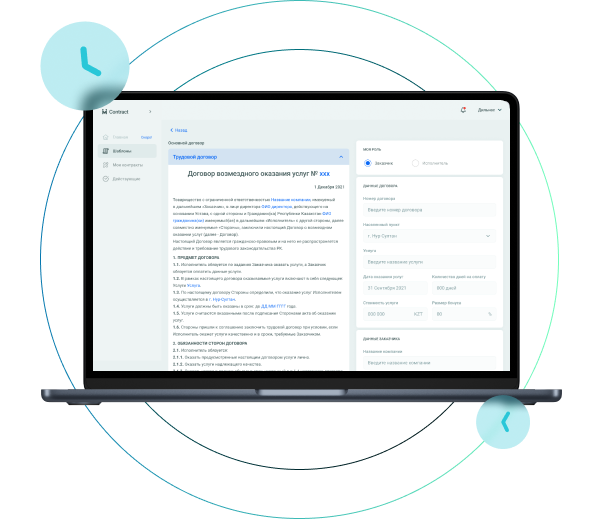 Contract
Главная
Скоро!
Шаблоны
Мои контракты
Действующие
Дильназ
Назад
Основной договор
Трудовой договор
Договор возмездного оказания услуг № xxx
1 Декабря 2021
Товарищество с ограниченной ответственностью Название компании, именуемый
в дальнейшем «Заказчик», в лице директора ФИО директора, действующего на
основании Устава, с одной стороны и Гражданин(ка) Республики Казахстан ФИО
Гражданина(ки) именуемый(ая) в дальнейшем «Исполнитель» с другой стороны, далее
совместно именуемые «Стороны», заключили настоящий Договор о возмездном
оказании услуг (далее - Договор).
Настоящий Договор является гражданско-правовым и на него не распространяется
действие и требование трудового законодательства РК.
1. ПРЕДМЕТ ДОГОВОРА
1.1. Исполнитель обязуется по заданию Заказчика оказать услуги, а Заказчик
обязуется оплатить данные услуги.
1.2. В рамках настоящего договора оказываемые услуги включают в себя следующее
Услуги Услуга.
1.3. По настоящему договору Стороны определили, что оказание услуг Исполнителем
осуществляется в г. Нур-Султан.
1.4. Услуги должны быть оказаны в срок до ДД.ММ.ГГГГ года
1.5. Услуги считаются оказанными после подписания Сторонами акта об оказании
услуг.
1.6. Стороны пришли к соглашению заключить трудовой договор при условии, если
Исполнитель окажет услуги качественно и в сроки, требуемые Заказчиком.
2. ОБЯЗАННОСТИ СТОРОН ДОГОВОРА
2.1. Исполнитель обязуется:
2.1.1. Оказать предусмотренные настоящим договором услуги лично.
2.1.2. Оказать услуги надлежащего качества.
МОЯ РОЛЬ
Заказчик
Исполнитель
ДАННЫЕ ДОГОВОРА
Номер договора
Введите номер договора
Населенный пункт
г. Нур-Султан
Услуга
Введите название услуги
Дата оказания услуг
Количество дней на оплату
31 Сентября 2021
000 дней
Стоимость услуги
Размер бонуса
000 000
KZT
00
%
ДАННЫЕ ЗАКАЗЧИКА
Название компании
Введите название компании